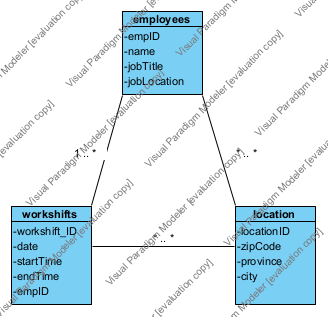 employees
-empID
-name
-jobTitle
-jobLocation
1.. *
*.. *
workshifts
-workshift_ID
-date
-startTime
-endTime
-empID
*.. *
location
-locationID
-zipCode
-province
-city
Visual Paradigm Modeler [evaluation copy]